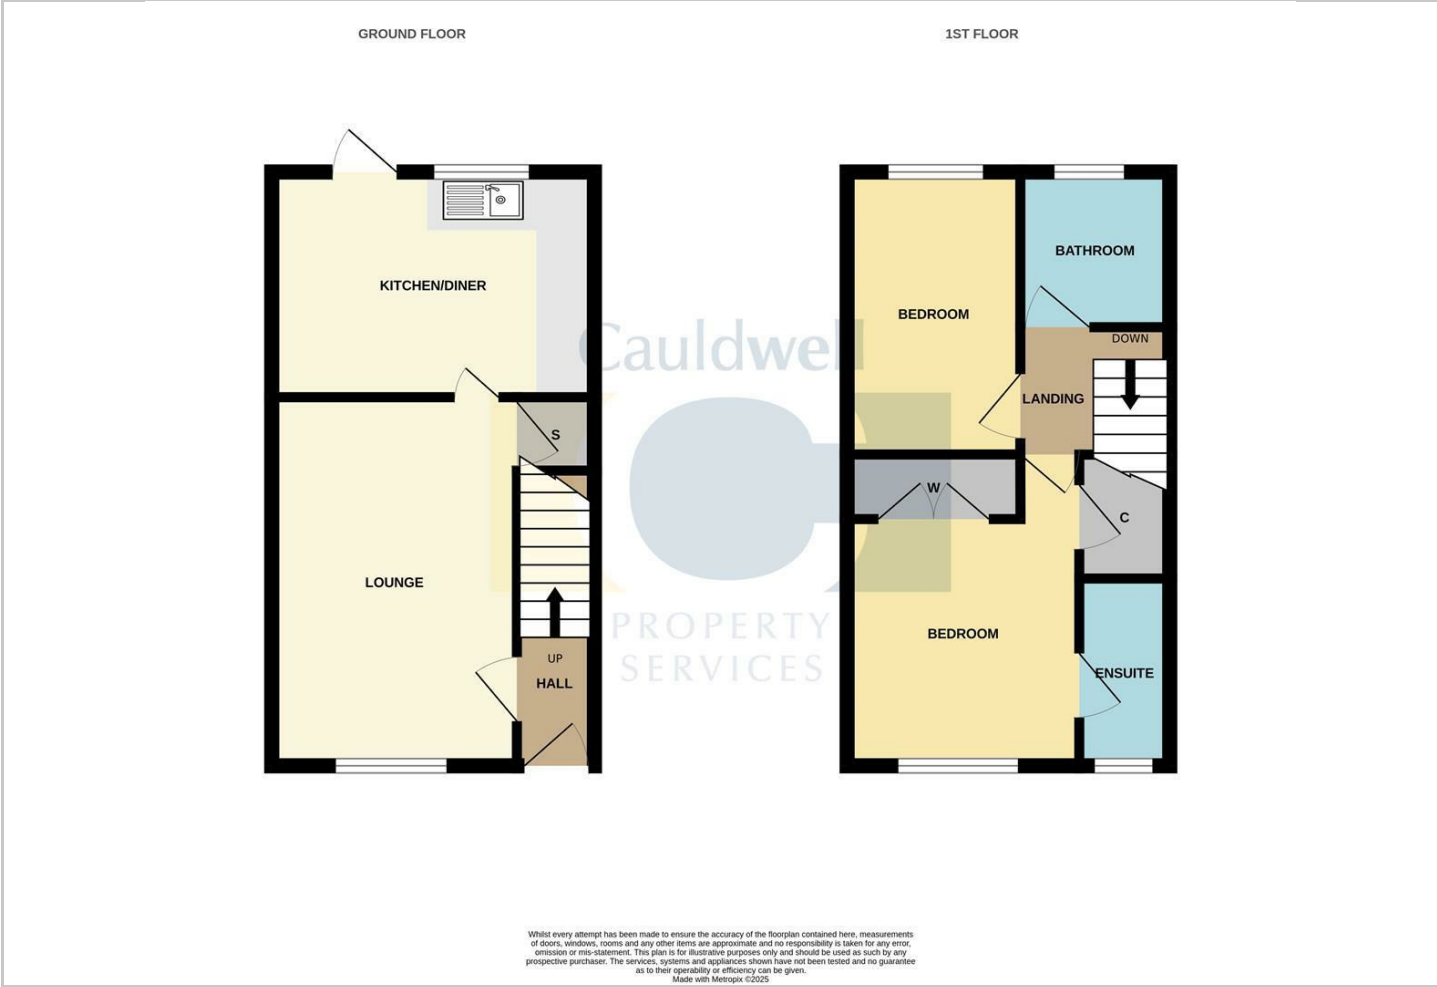 GROUND FLOOR
1ST FLOOR
KITCHEN/DINER
S
LOUNGE
UP
HALL
BEDROOM
BATHROOM
DOWN
LANDING
W
C
BEDROOM
ENSUITE
Cauldwell
PROPERTY
SERVICES
Whilst every attempt has been made to ensure the accuracy of the floorplan contained here, measurements
of doors, windows, rooms and any other items are approximate and no responsibility is taken for any error,
omission or mis-statement. This plan is for illustrative purposes only and should be used as such by any
prospective purchaser. The services, systems and appliances shown have not been tested and no guarantee
as to their operability or efficiency can be given.
Made with Metropix ©2025